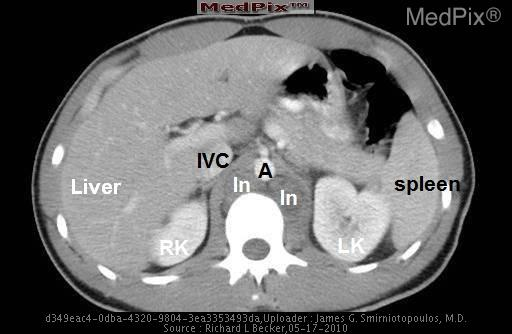 MedPix™
MedPix®
IVC
A
Liver
In
In
spleen
RK
LK
d349eac4-0dba-4320-9804-3ea3353493da,Uploader : James G. Smirniotopoulos, M.D.
Source : Richard L Becker,05-17-2010